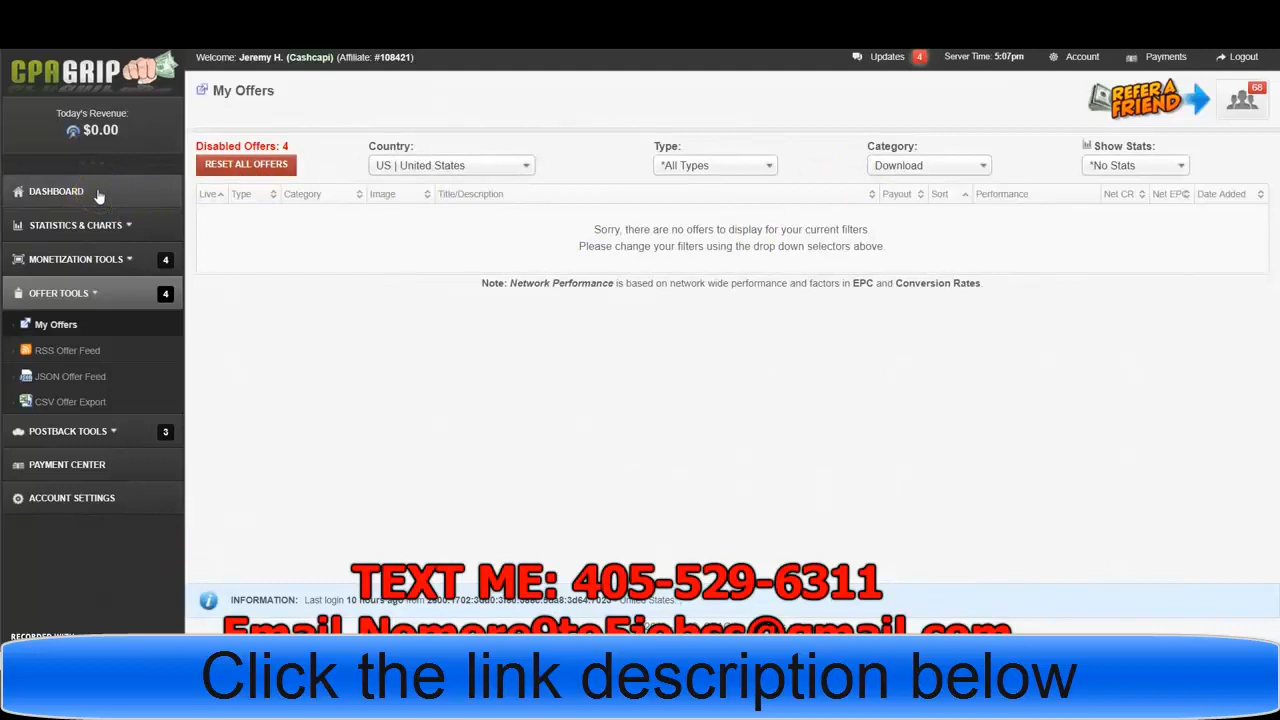 CPAGRIP
Welcome: Jeremy H. (Cashcapi) (Affiliate: #108421)
Updates 4 Server Time: 5:07pm Account Payments Logout
Today's Revenue:
$0.00
My Offers
REFER A FRIEND
68
Disabled Offers: 4
RESET ALL OFFERS
Country:
US | United States
Type:
*All Types
Category:
Download
Show Stats:
*No Stats
Live Type Category Image Title/Description Payout Sort Performance Net CR Net EPC Date Added
Sorry, there are no offers to display for your current filters.
Please change your filters using the drop down selectors above.
Note: Network Performance is based on network wide performance and factors in EPC and Conversion Rates.
DASHBOARD
STATISTICS & CHARTS
MONETIZATION TOOLS 4
OFFER TOOLS 4
My Offers
RSS Offer Feed
JSON Offer Feed
CSV Offer Export
POSTBACK TOOLS 3
PAYMENT CENTER
ACCOUNT SETTINGS
TEXT ME: 405-529-6311
INFORMATION: Last login 10 hours ago from United States.
Email Nomore9to5jobss@gmail.com
RECORDED WITH
Click the link description below